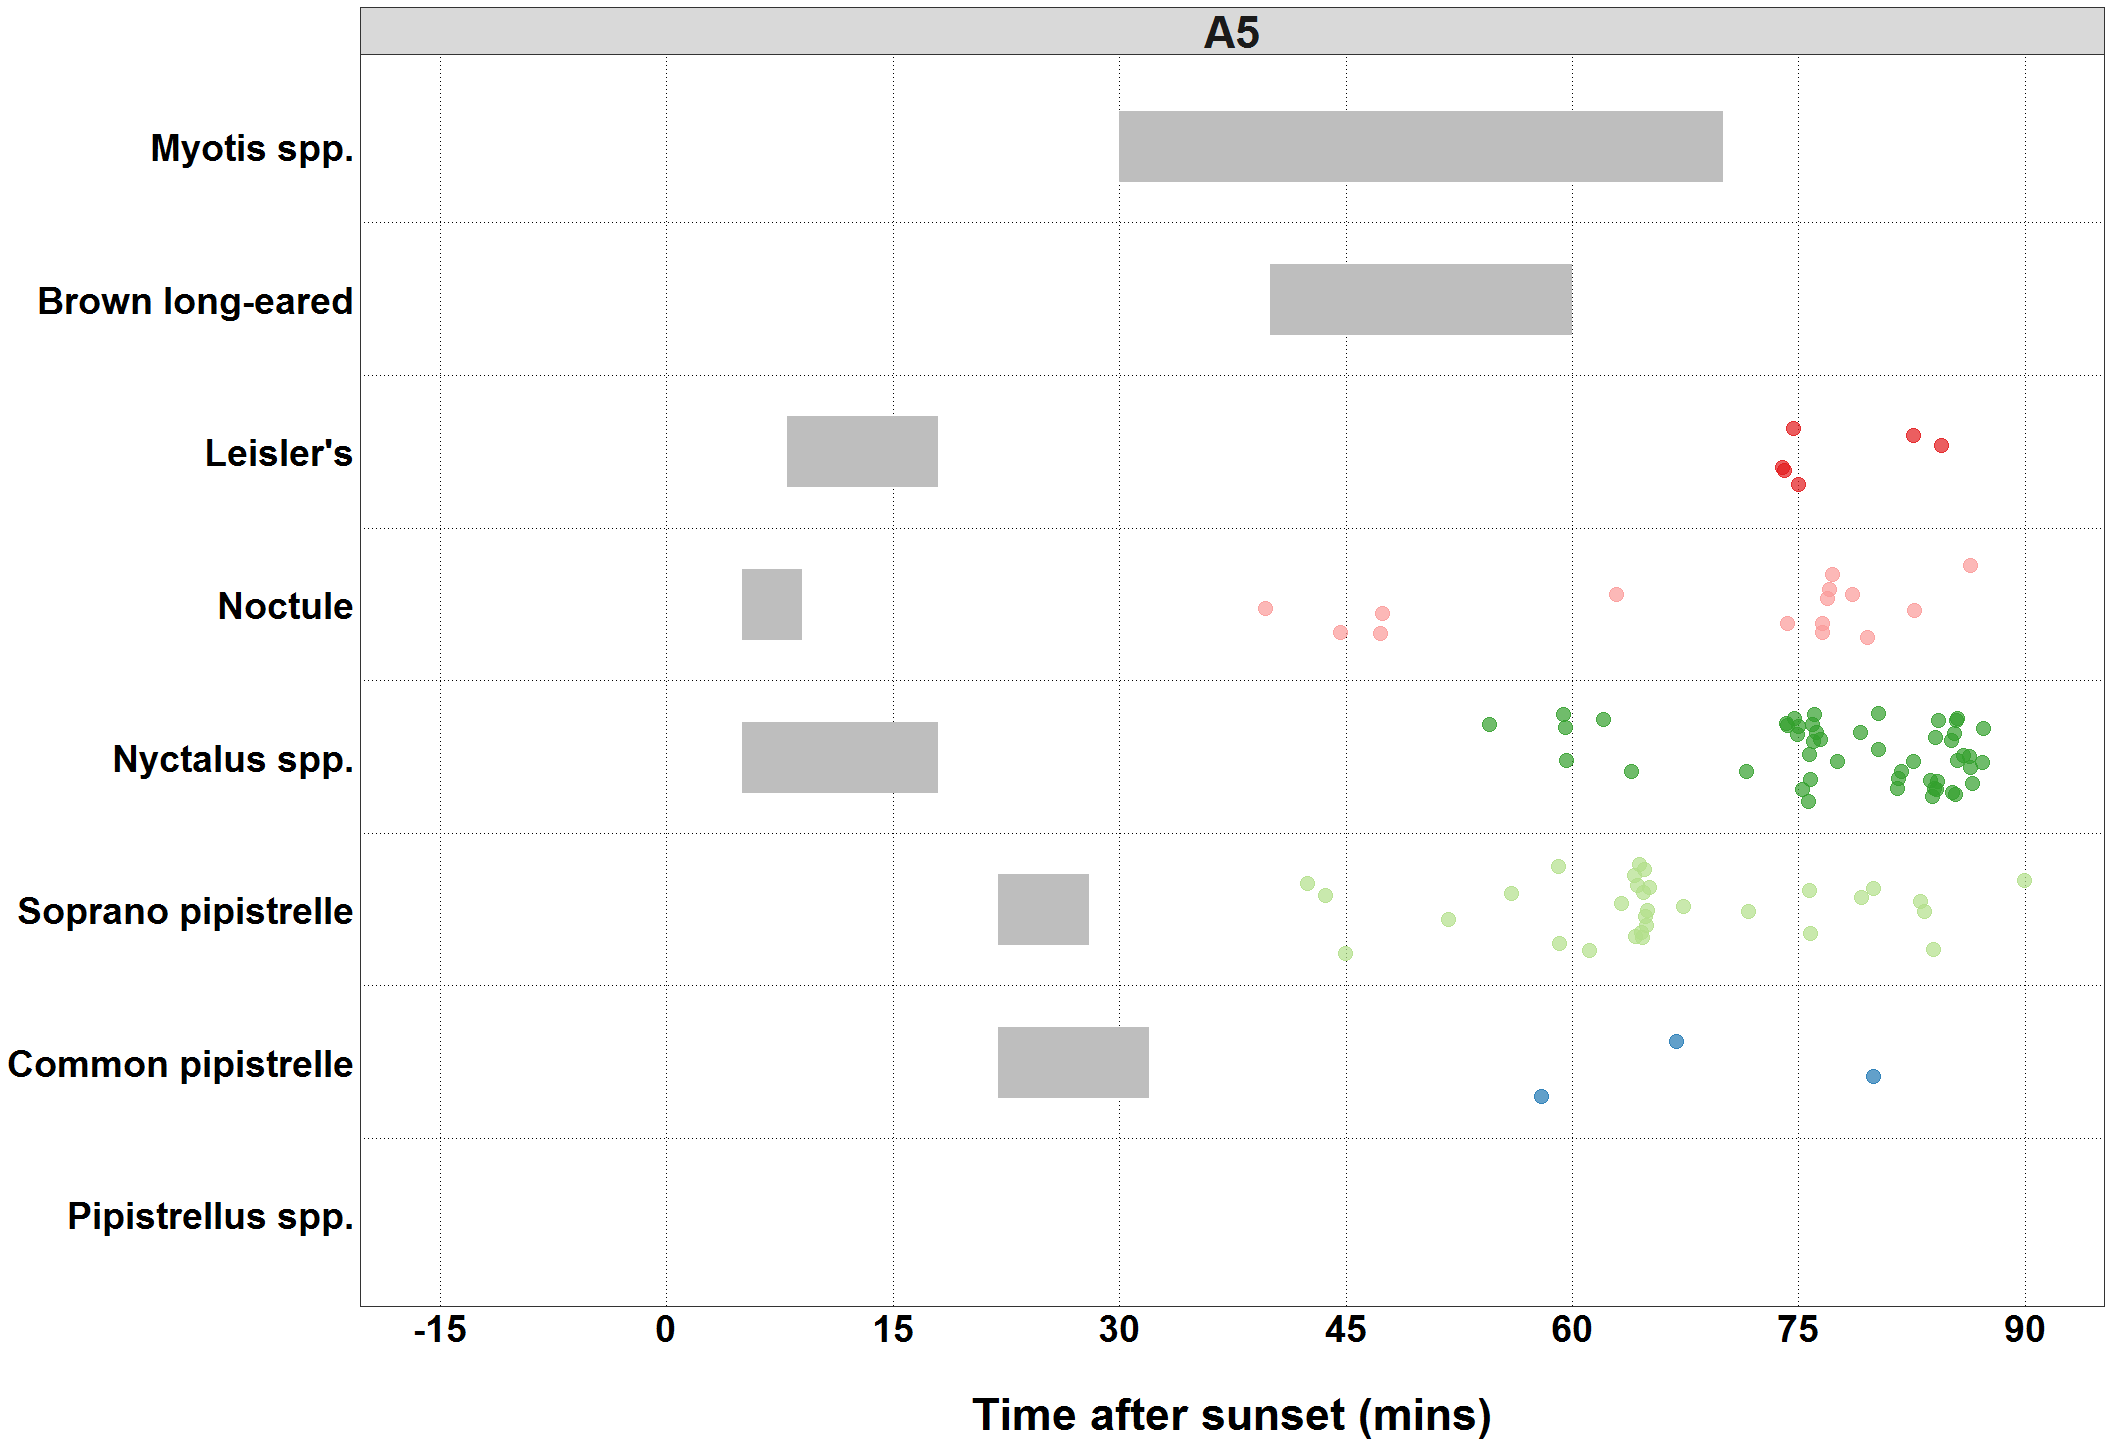 A5
Myotis spp.
Brown long-eared
Leisler's
Noctule
Nyctalus spp.
Soprano pipistrelle
Common pipistrelle
Pipistrellus spp.
-15 0 15 30 45 60 75 90
Time after sunset (mins)